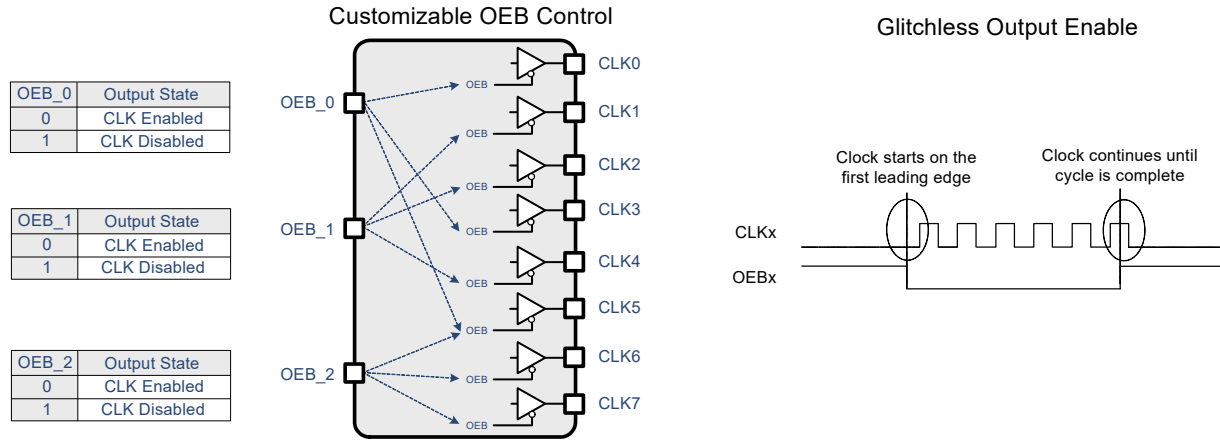 Customizable OEB Control
Glitchless Output Enable
OEB_0 Output State
0 CLK Enabled
1 CLK Disabled
OEB_1 Output State
0 CLK Enabled
1 CLK Disabled
OEB_2 Output State
0 CLK Enabled
1 CLK Disabled
OEB_0
OEB_1
OEB_2
OEB
OEB
OEB
OEB
OEB
OEB
OEB
OEB
CLK0
CLK1
CLK2
CLK3
CLK4
CLK5
CLK6
CLK7
Clock starts on the
first leading edge
Clock continues until
cycle is complete
CLKx
OEBx